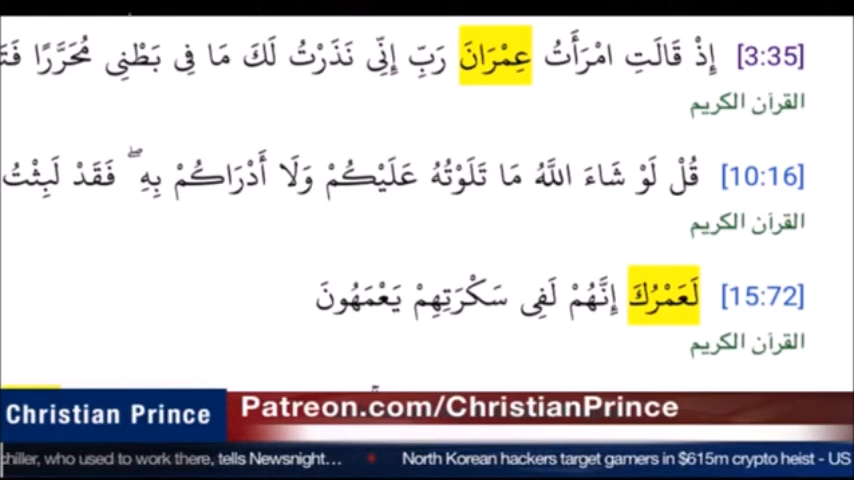 [3:35] إِذْ قَالَتِ امْرَأَتُ عِمْرَانَ رَبِّ إِنِّي نَذَرْتُ لَكَ مَا فِي بَطْنِي مُحَرَّرًا
القرآن الكريم
[10:16] قُلْ لَوْ شَاءَ اللَّهُ مَا تَلَوْتُهُ عَلَيْكُمْ وَلَا أَدْرَاكُمْ بِهِ ۖ فَقَدْ لَبِثْتُ
القرآن الكريم
[15:72] لَعَمْرُكَ إِنَّهُمْ لَفِي سَكْرَتِهِمْ يَعْمَهُونَ
القرآن الكريم
Christian Prince
Patreon.com/ChristianPrince
chiller, who used to work there, tells Newsnight... North Korean hackers target gamers in $615m crypto heist - US